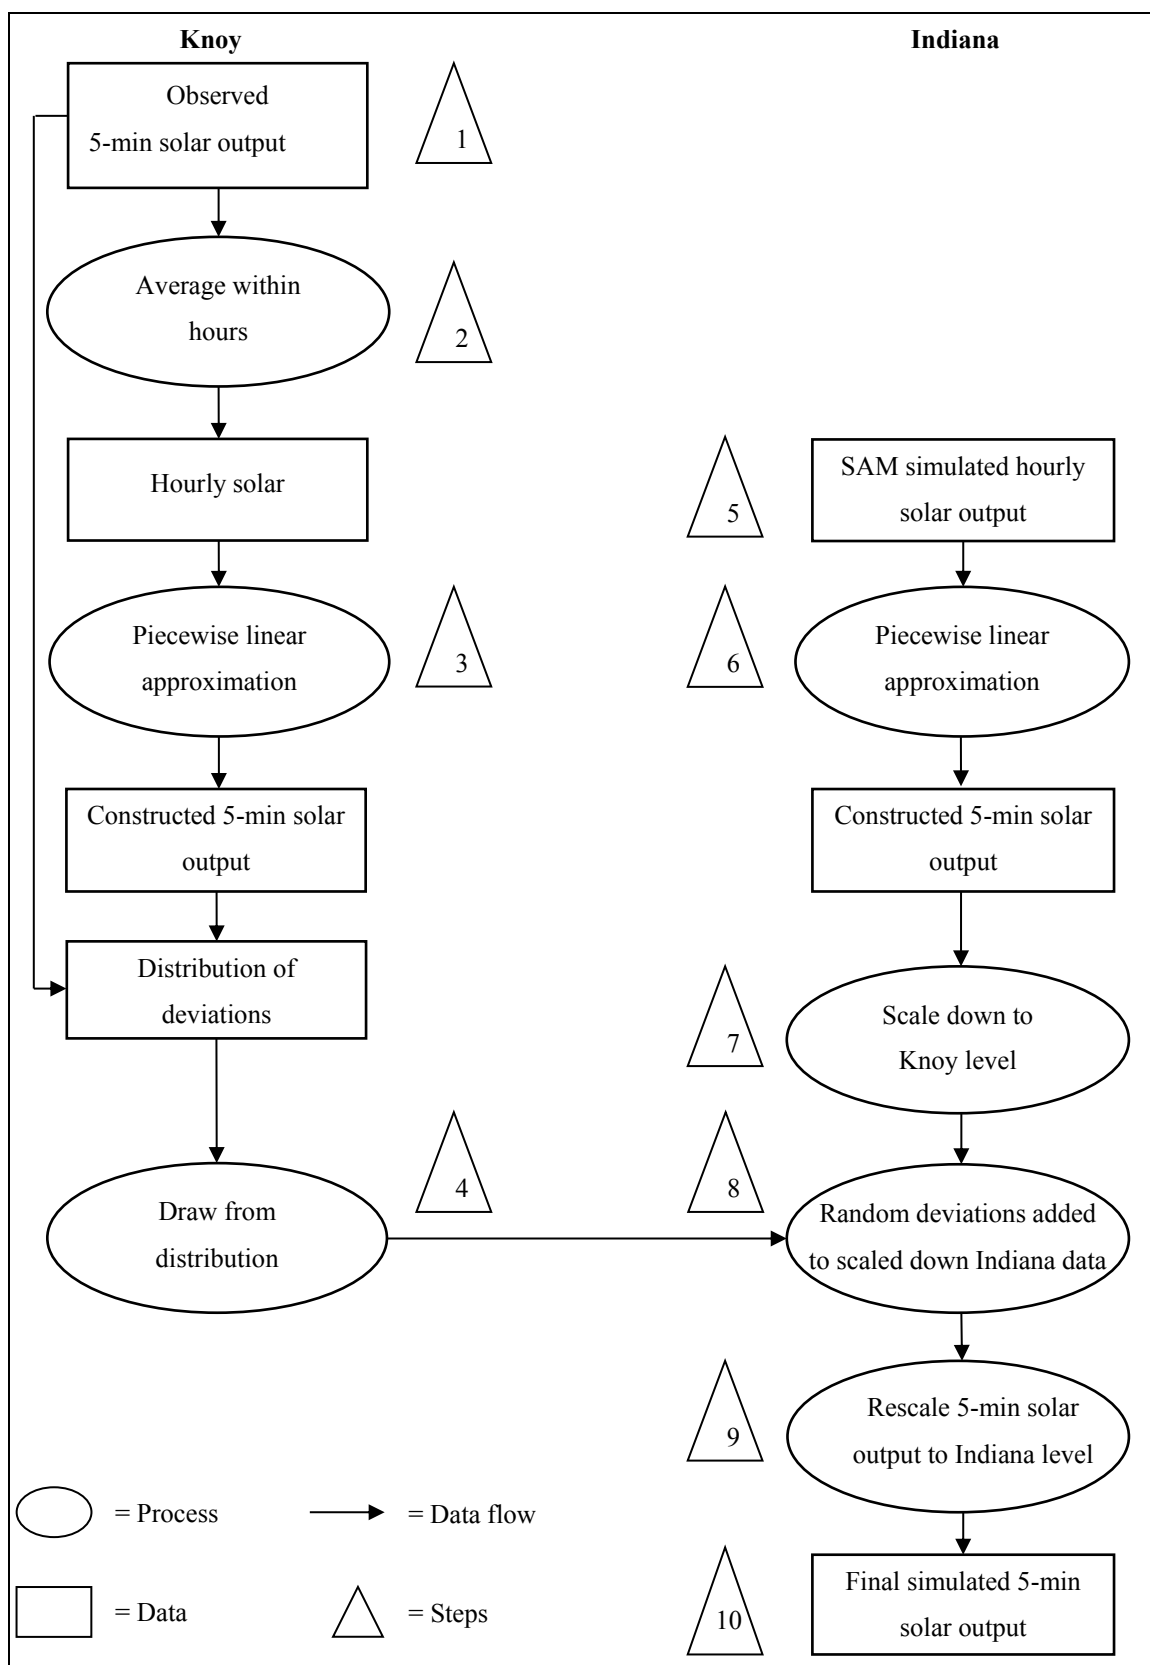 Knoy
Observed
5-min solar output
1
Average within
hours
2
Hourly solar
Piecewise linear
approximation
3
Constructed 5-min solar
output
Distribution of
deviations
Draw from
distribution
4
Indiana
SAM simulated hourly
solar output
5
Piecewise linear
approximation
6
Constructed 5-min solar
output
Scale down to
Knoy level
7
Random deviations added
to scaled down Indiana data
8
Rescale 5-min solar
output to Indiana level
9
Final simulated 5-min
solar output
10
= Process
= Data flow
= Data
= Steps